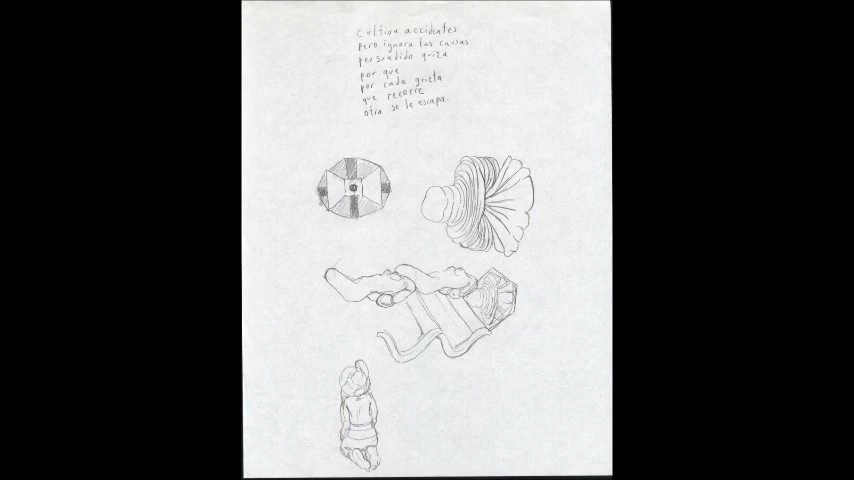 Cultiva accidentes
pero ignora las causas
persuadido quiza
por que
por cada grieta
que recorre
otra se le escapa.